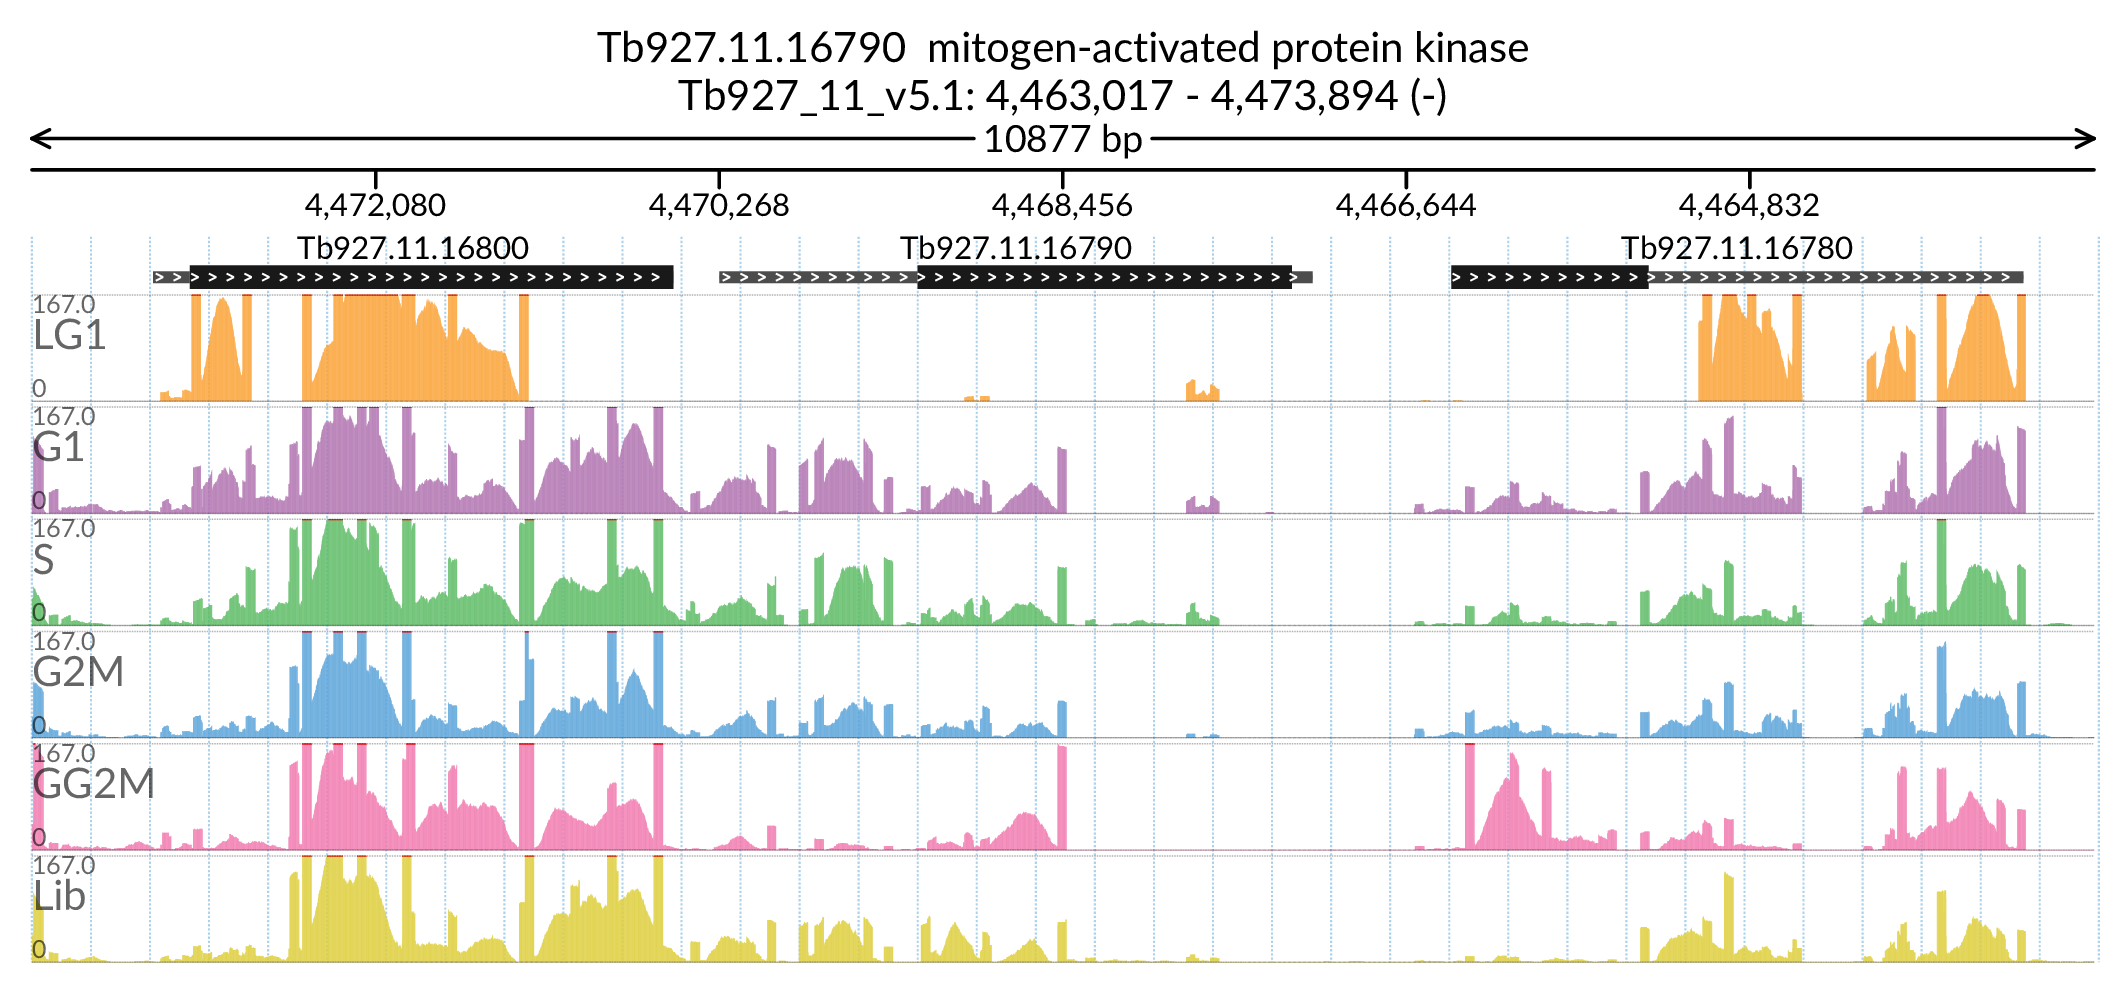 Tb927.11.16790 mitogen-activated protein kinase
Tb927_11_v5.1: 4,463,017 - 4,473,894 (-)
10877 bp
4,472,080 4,470,268 4,468,456 4,466,644 4,464,832
Tb927.11.16800 Tb927.11.16790 Tb927.11.16780
167.0
LG1
0
167.0
G1
0
167.0
S
0
167.0
G2M
0
167.0
GG2M
0
167.0
Lib
0